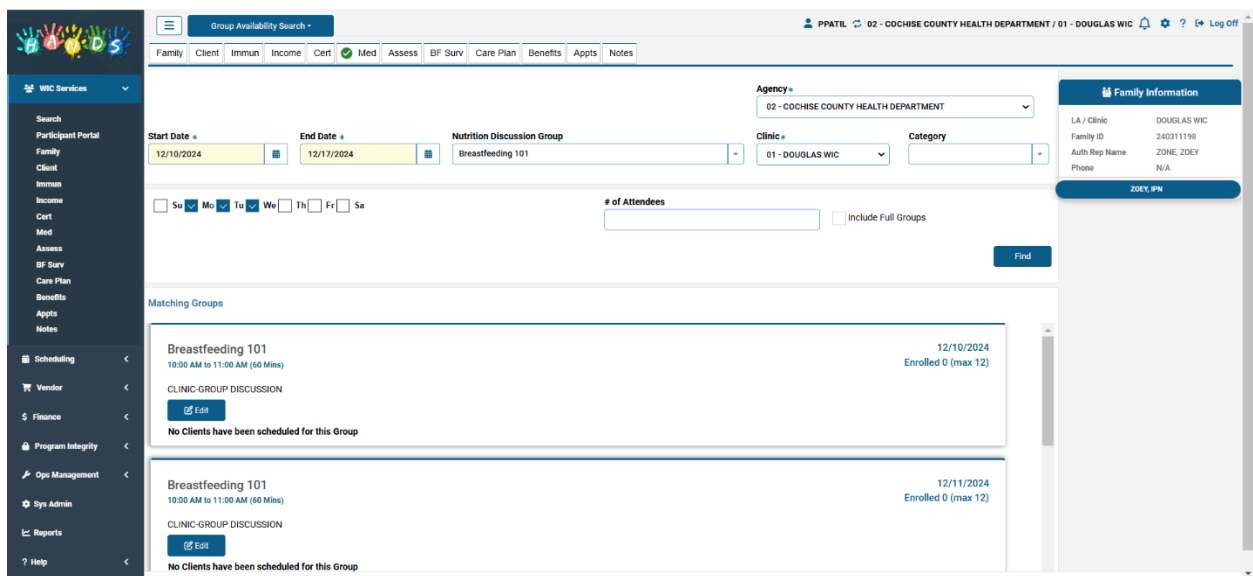 HANDS
Group Availability Search
PPATIL 02 - COCHISE COUNTY HEALTH DEPARTMENT / 01 - DOUGLAS WIC ? Log Off
Family Client Immun Income Cert Med Assess BF Surv Care Plan Benefits Appts Notes
WIC Services
Search
Participant Portal
Family
Client
Immun
Income
Cert
Med
Assess
BF Surv
Care Plan
Benefits
Appts
Notes
Scheduling
Vendor
$ Finance
Program Integrity
Ops Management
Sys Admin
Reports
? Help
Agency *
02 - COCHISE COUNTY HEALTH DEPARTMENT
Start Date * End Date * Nutrition Discussion Group Clinic * Category
12/10/2024 12/17/2024 Breastfeeding 101 01 - DOUGLAS WIC
Su Mo Tu We Th Fr Sa
# of Attendees
Include Full Groups
Find
Matching Groups
Breastfeeding 101 12/10/2024
10:00 AM to 11:00 AM (60 Mins) Enrolled 0 (max 12)
CLINIC-GROUP DISCUSSION
Edit
No Clients have been scheduled for this Group
Breastfeeding 101 12/11/2024
10:00 AM to 11:00 AM (60 Mins) Enrolled 0 (max 12)
CLINIC-GROUP DISCUSSION
Edit
No Clients have been scheduled for this Group
Family Information
LA / Clinic DOUGLAS WIC
Family ID 240311198
Auth Rep Name ZONE, ZOEY
Phone N/A
ZOEY, IPN